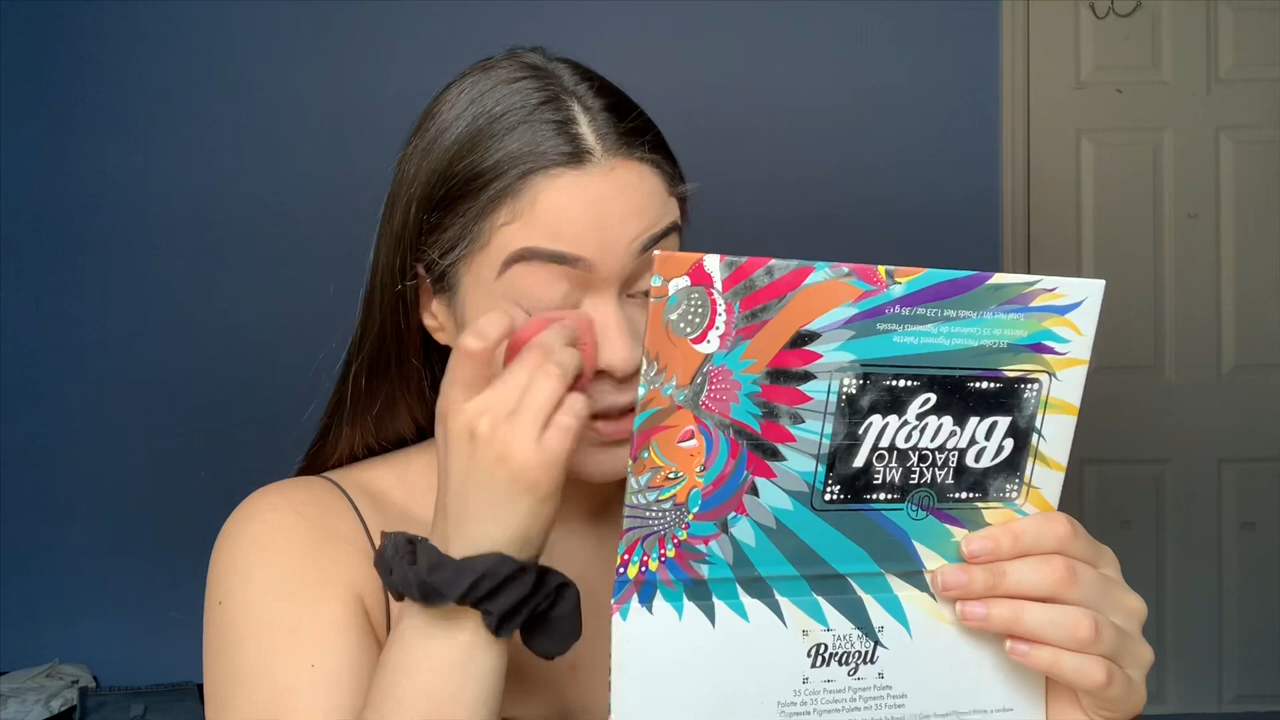 Total Net Wt./Poids Net 1.23 oz/35 g e
Palette de 35 Couleurs de Pigments Pressés
35 Color Pressed Pigment Palette
Brazil
BACK TO
TAKE ME
bh
TAKE ME
BACK TO
Brazil
35 Color Pressed Pigment Palette
Palette de 35 Couleurs de Pigments Pressés
Gepresste Pigmente-Palette mit 35 Farben